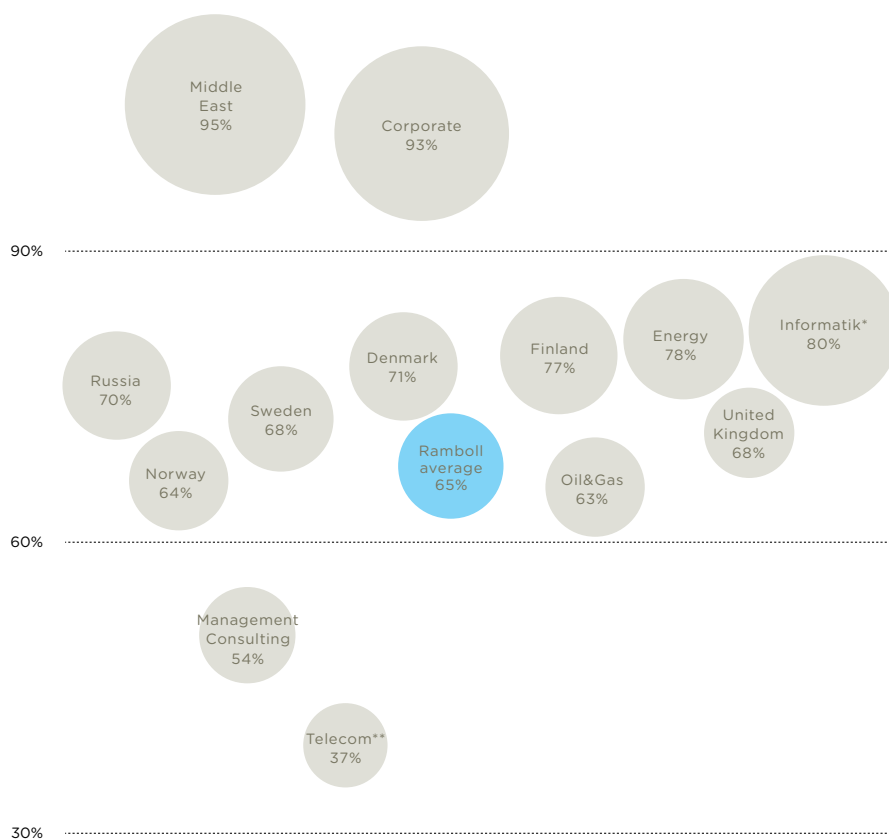 Middle
East
95%
Corporate
93%
90%
Informatik*
80%
Energy
78%
Finland
77%
Denmark
71%
Russia
70%
Sweden
68%
United
Kingdom
68%
Ramboll
average
65%
Norway
64%
Oil&Gas
63%
60%
Management
Consulting
54%
Telecom**
37%
30%